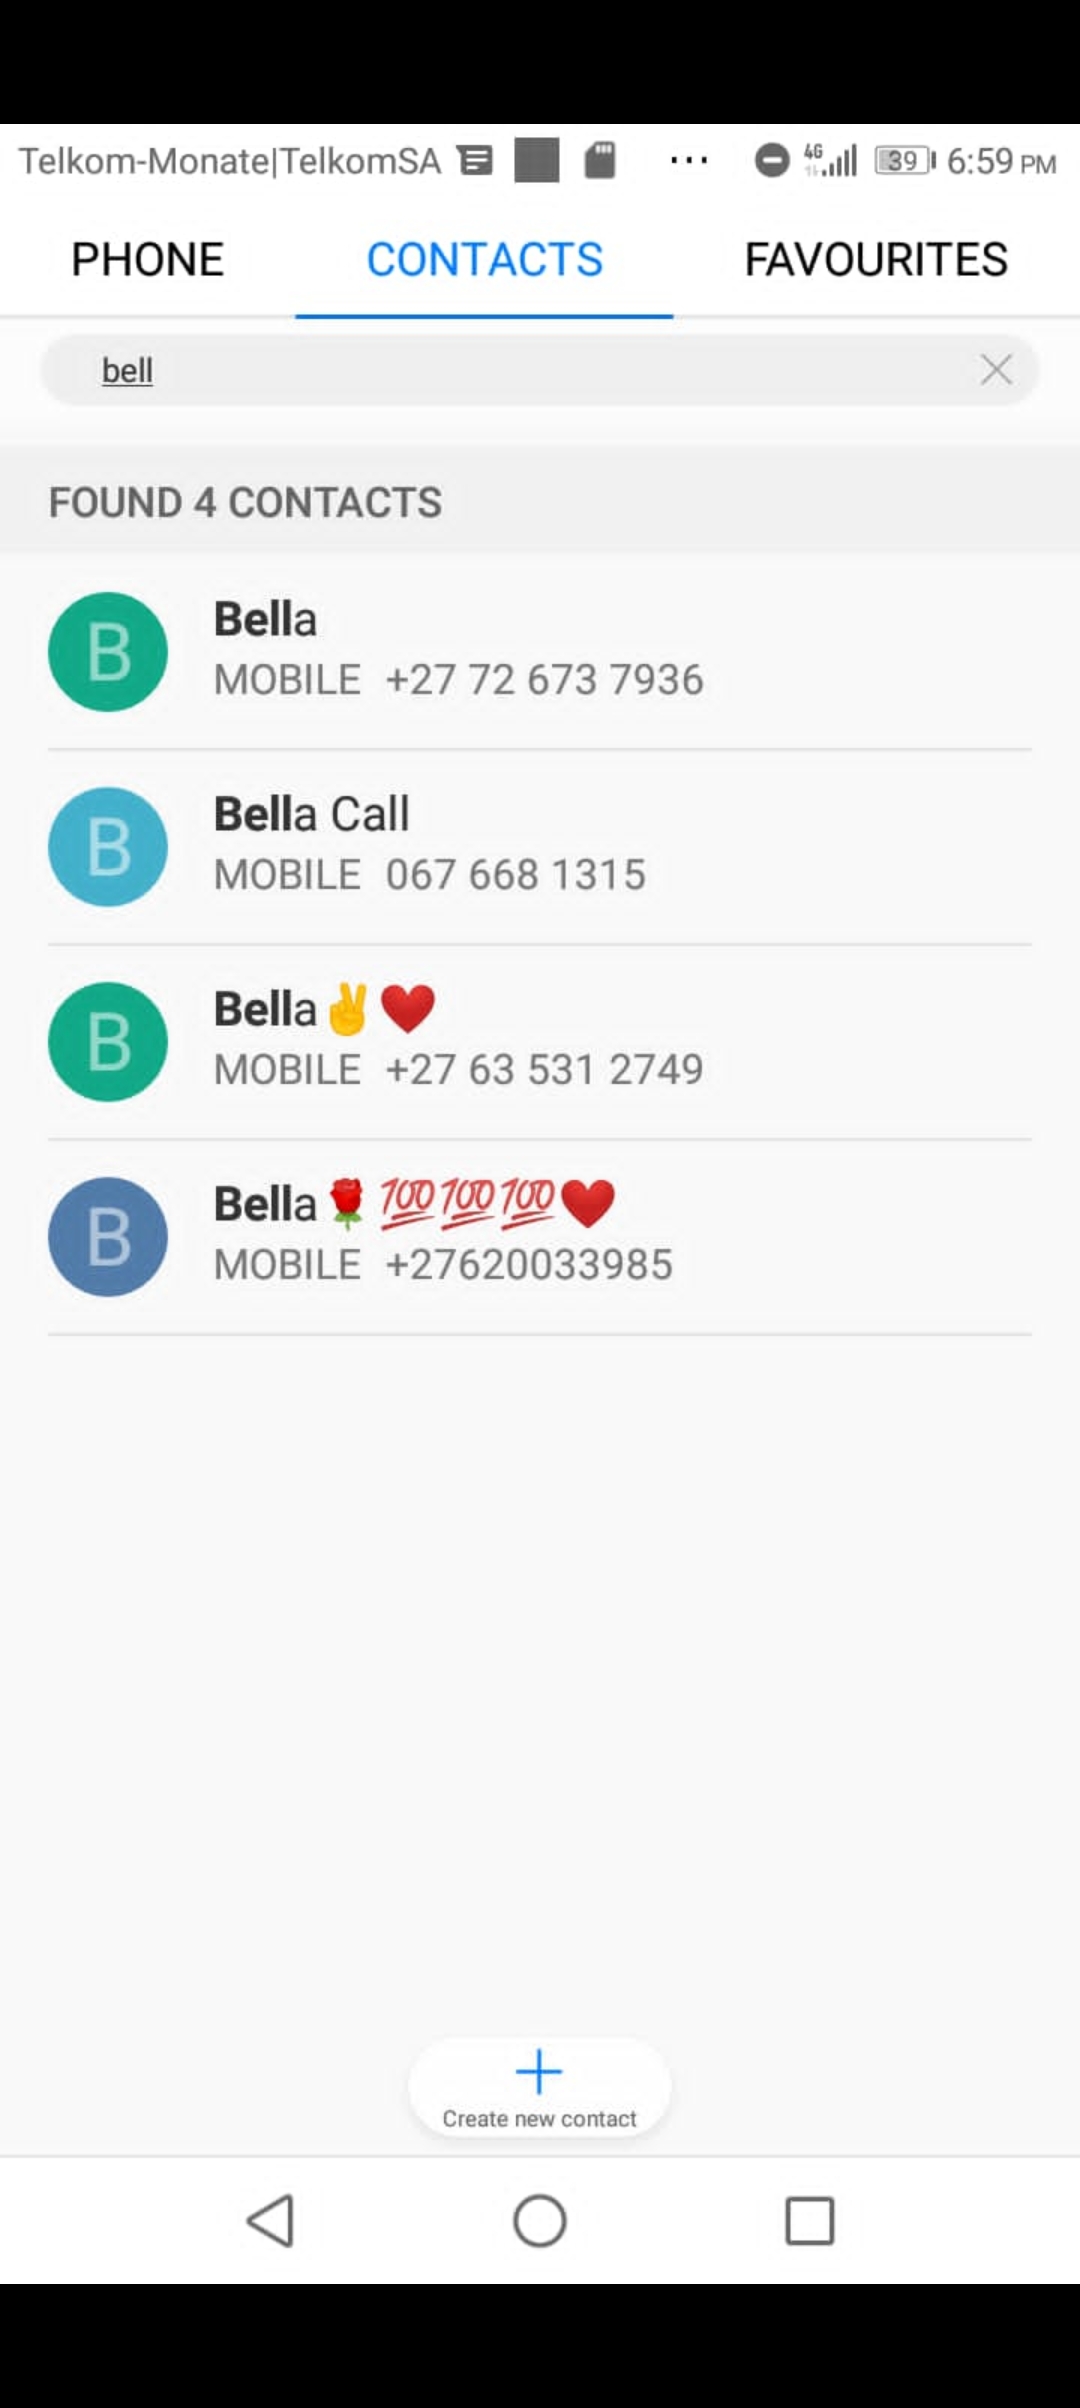 Telkom-Monate|TelkomSA ... 4G 39 6:59 PM
PHONE CONTACTS FAVOURITES
bell
FOUND 4 CONTACTS
B
Bella
MOBILE +27 72 673 7936
B
Bella Call
MOBILE 067 668 1315
B
Bella✌️❤️
MOBILE +27 63 531 2749
B
Bella🌹💯💯💯❤️
MOBILE +27620033985
Create new contact